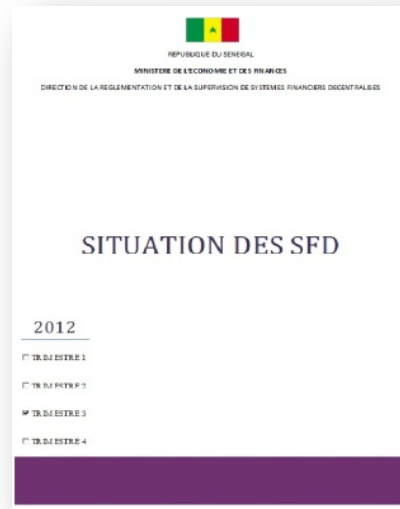 REPUBLIQUE DU SENEGAL
MINISTERE DE L'ECONOMIE ET DES FINANCES
DIRECTION DE LA REGLEMENTATION ET DE LA SUPERVISION DE SYSTEMES FINANCIERS DECENTRALISES
SITUATION DES SFD
2012
TRIMESTRE 1
TRIMESTRE 2
TRIMESTRE 3
TRIMESTRE 4